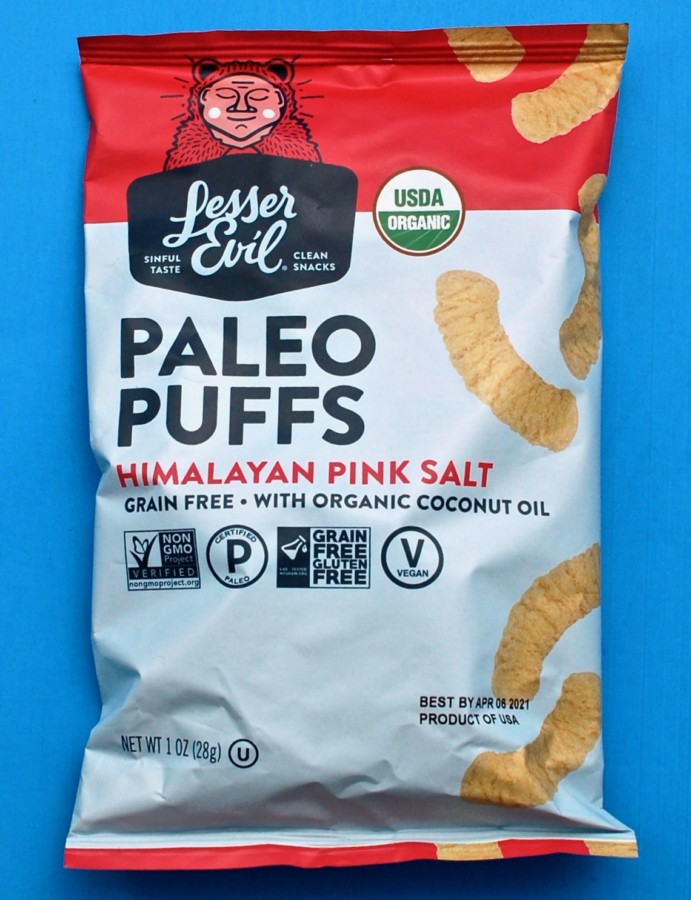 Lesser
Evil®
SINFUL TASTE
CLEAN SNACKS
USDA
ORGANIC
PALEO
PUFFS
HIMALAYAN PINK SALT
GRAIN FREE • WITH ORGANIC COCONUT OIL
NON
GMO
Project
VERIFIED
nongmoproject.org
CERTIFIED
P
PALEO
GRAIN
FREE
GLUTEN
FREE
V
VEGAN
BEST BY APR 06 2021
PRODUCT OF USA
NET WT 1 OZ (28g) U